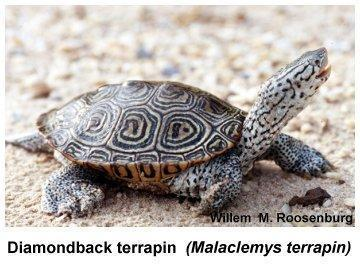 Willem M. Roosenburg
Diamondback terrapin (Malaclemys terrapin)